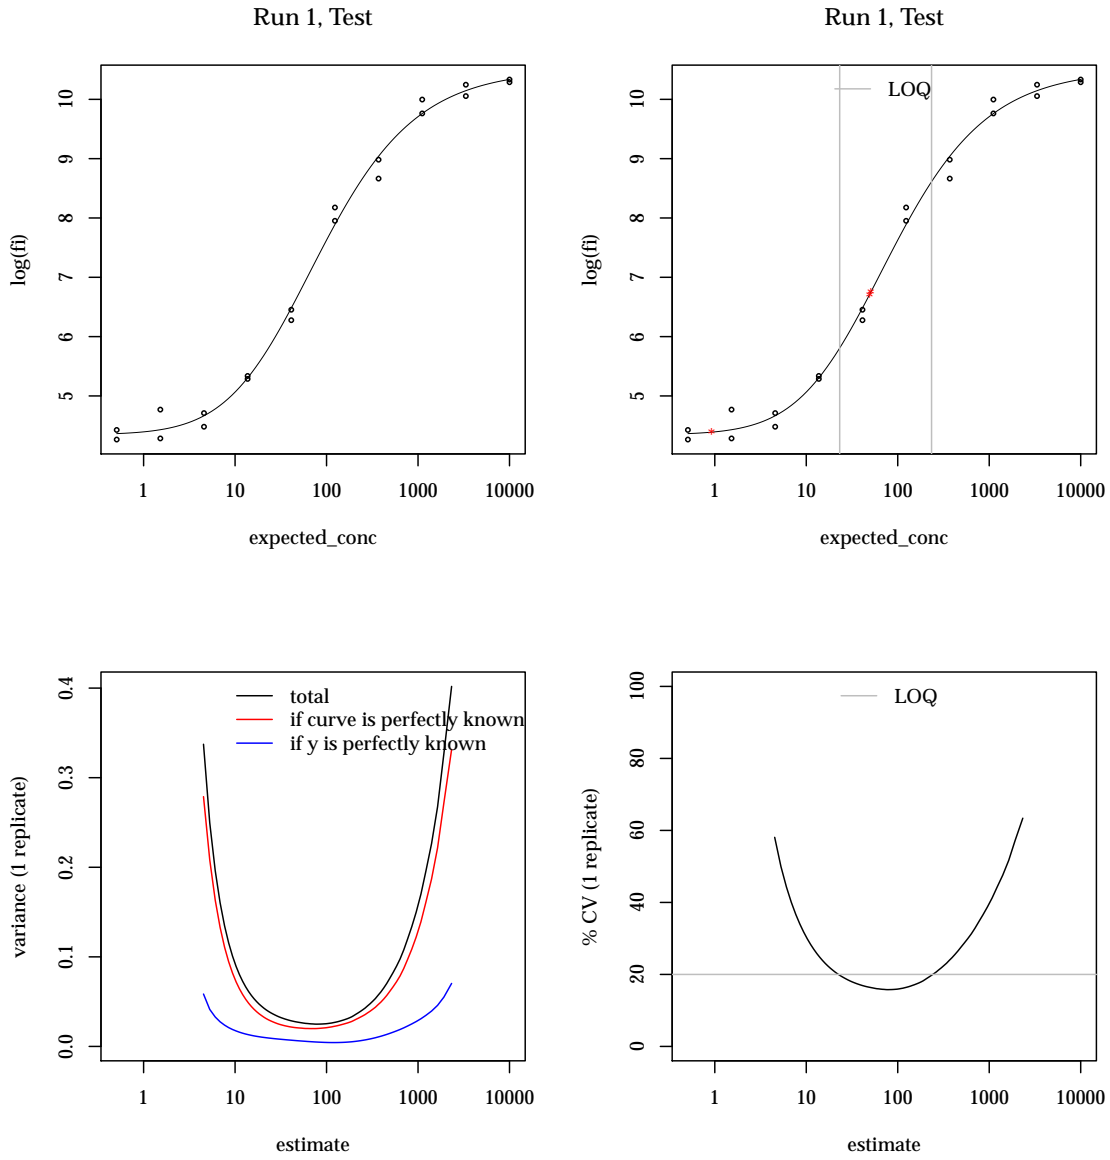 Run 1, Test
log(fi)
10
9
8
7
6
5
1 10 100 1000 10000
expected_conc
Run 1, Test
LOQ
log(fi)
10
9
8
7
6
5
1 10 100 1000 10000
expected_conc
total
if curve is perfectly known
if y is perfectly known
variance (1 replicate)
0.4
0.3
0.2
0.1
0.0
1 10 100 1000 10000
estimate
LOQ
% CV (1 replicate)
100
80
60
40
20
0
1 10 100 1000 10000
estimate